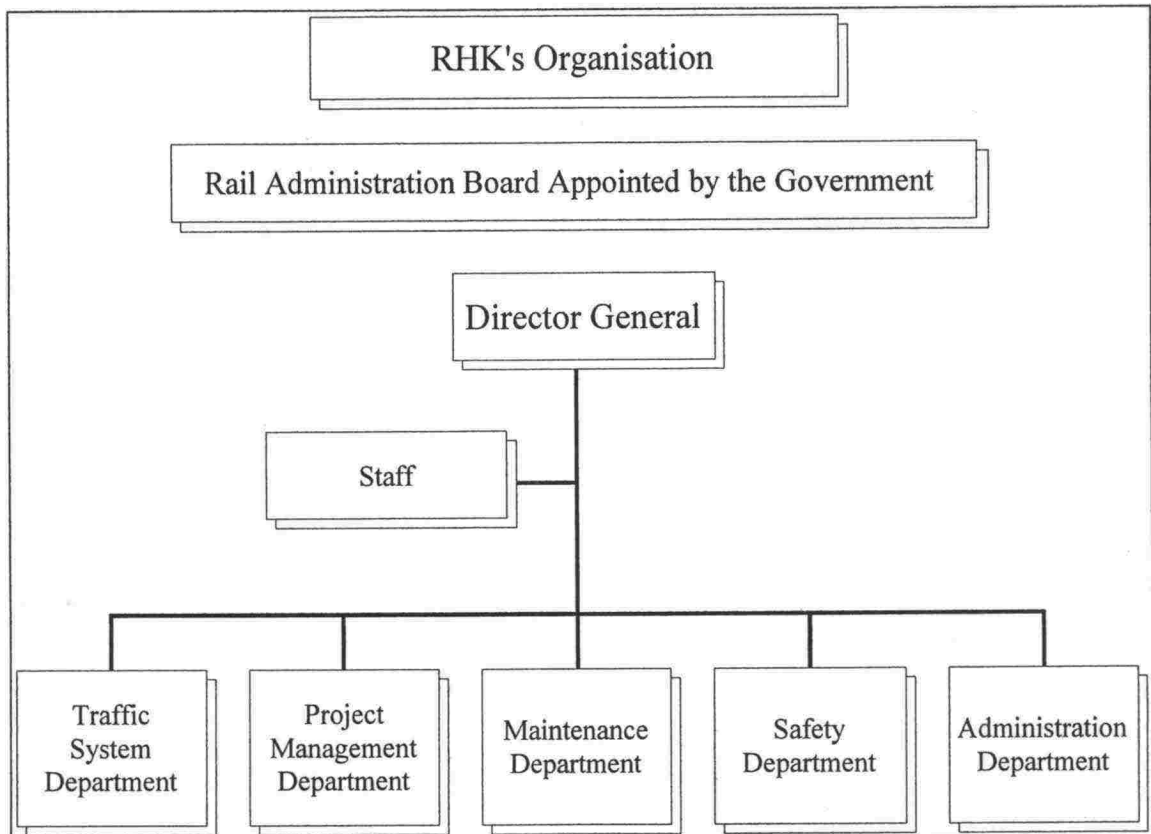 RHK's Organisation
Rail Administration Board Appointed by the Government
Director General
Staff
Traffic
System
Department
Project
Management
Department
Maintenance
Department
Safety
Department
Administration
Department